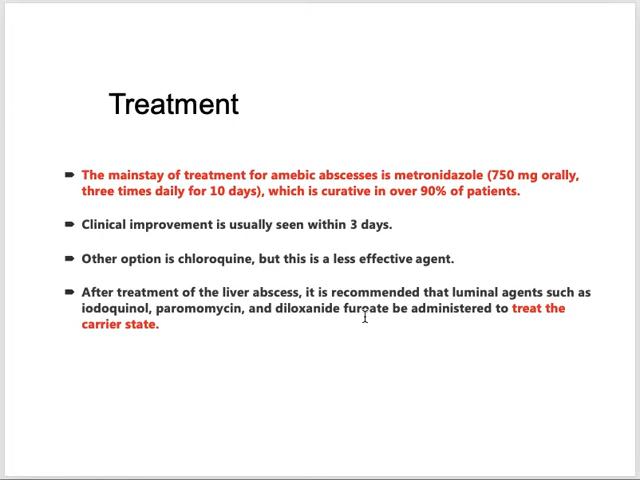 Treatment
The mainstay of treatment for amebic abscesses is metronidazole (750 mg orally,
three times daily for 10 days), which is curative in over 90% of patients.
Clinical improvement is usually seen within 3 days.
Other option is chloroquine, but this is a less effective agent.
After treatment of the liver abscess, it is recommended that luminal agents such as
iodoquinol, paromomycin, and diloxanide furoate be administered to treat the
carrier state.